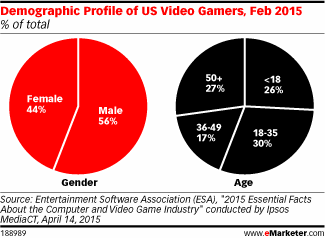 Demographic Profile of US Video Gamers, Feb 2015
% of total
Female
44%
Male
56%
Gender
50+
27%
<18
26%
36-49
17%
18-35
30%
Age
Source: Entertainment Software Association (ESA), "2015 Essential Facts
About the Computer and Video Game Industry" conducted by Ipsos
MediaCT, April 14, 2015
188989
www.eMarketer.com